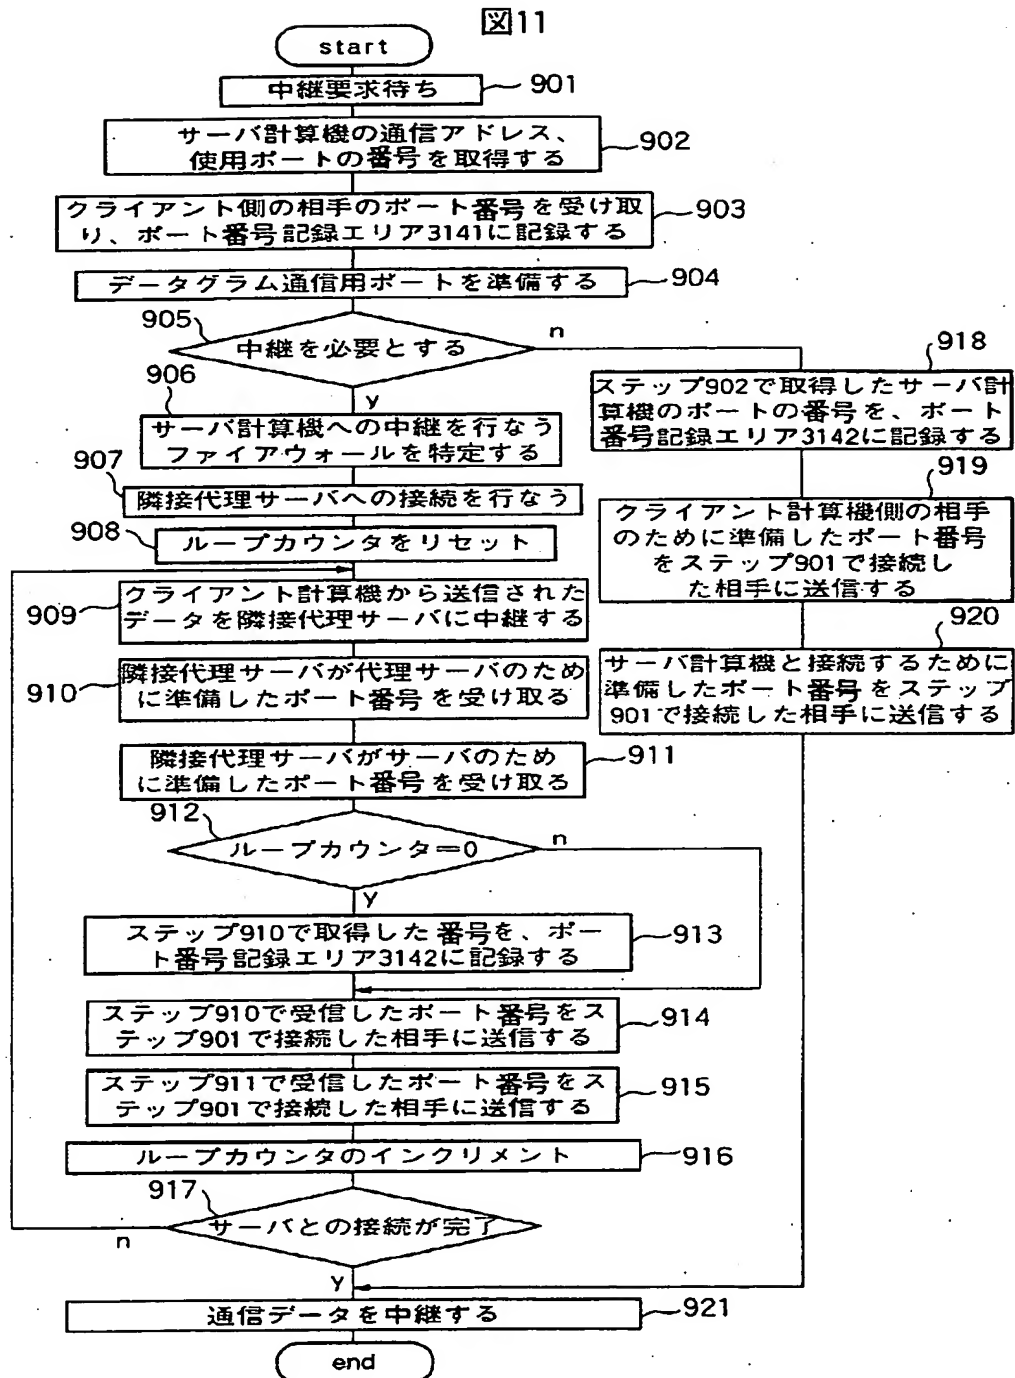 図11
start
中継要求待ち
901
サーバ計算機の通信アドレス、
使用ポートの番号を取得する
902
クライアント側の相手のポート番号を受け取
り、ポート番号記録エリア3141に記録する
903
データグラム通信用ポートを準備する
904
905
中継を必要とする
n
y
906
サーバ計算機への中継を行なう
ファイアウォールを特定する
907
隣接代理サーバへの接続を行なう
908
ループカウンタをリセット
909
クライアント計算機から送信された
データを隣接代理サーバに中継する
910
隣接代理サーバが代理サーバのため
に準備したポート番号を受け取る
隣接代理サーバがサーバのため
に準備したポート番号を受け取る
911
912
ループカウンタ=0
n
y
ステップ910で取得した番号を、ポー
ト番号記録エリア3142に記録する
913
ステップ910で受信したポート番号をス
テップ901で接続した相手に送信する
914
ステップ911で受信したポート番号をス
テップ901で接続した相手に送信する
915
ループカウンタのインクリメント
916
917
サーバとの接続が完了
n
y
918
ステップ902で取得したサーバ計
算機のポートの番号を、ポート
番号記録エリア3142に記録する
919
クライアント計算機側の相手
のために準備したポート番号
をステップ901で接続し
た相手に送信する
920
サーバ計算機と接続するために
準備したポート番号をステップ
901で接続した相手に送信する
通信データを中継する
921
end